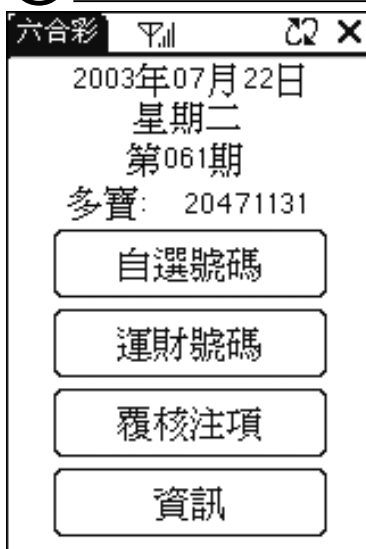 六合彩
2003年07月22日
星期二
第061期
多寶: 20471131
自選號碼
運財號碼
覆核注項
資訊